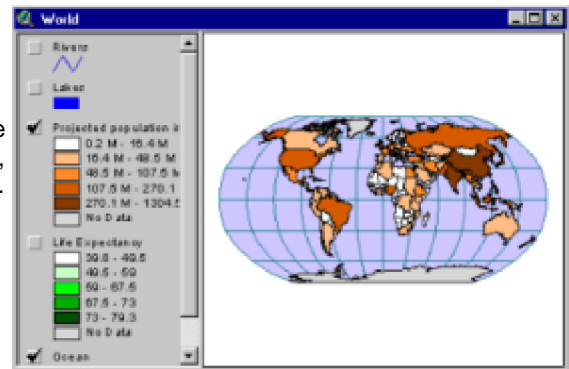 World
Rivers
Lakes
e
Projected population i
,
0.2 M - 16.4 M
16.4 M - 48.5 M
.
48.5 M - 107.5 M
107.5 M - 270.1
270.1 M - 1304.5
No Data
Life Expectancy
39.8 - 49.5
49.5 - 59
59 - 67.5
67.5 - 73
73 - 79.3
No Data
Ocean